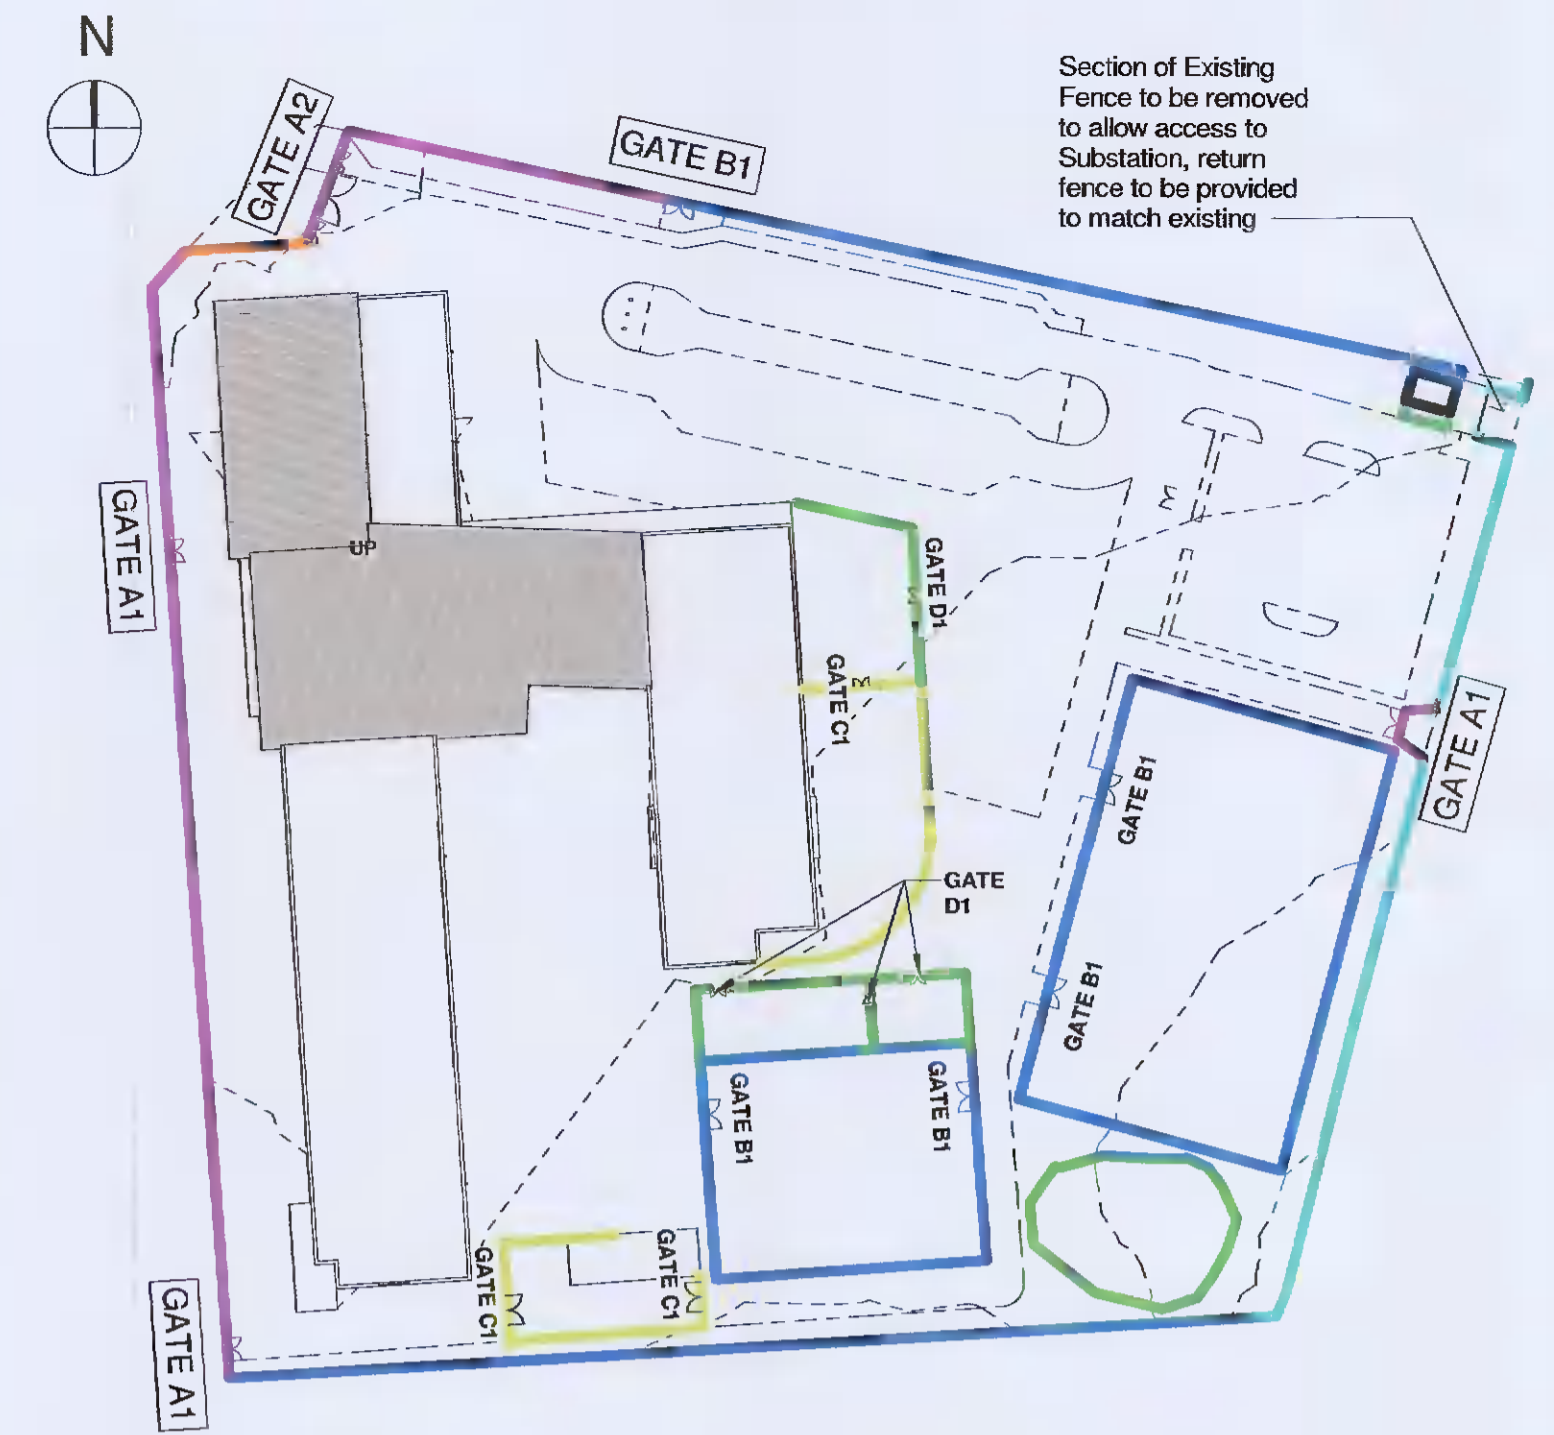 N
Section of Existing
Fence to be removed
to allow access to
Substation, return
fence to be provided
to match existing
GATE A2
GATE B1
GATE A1
UP
GATE D1
GATE C1
GATE A1
GATE B1
GATE
D1
GATE B1
GATE B1
GATE B1
GATE C1
GATE C1
GATE A1